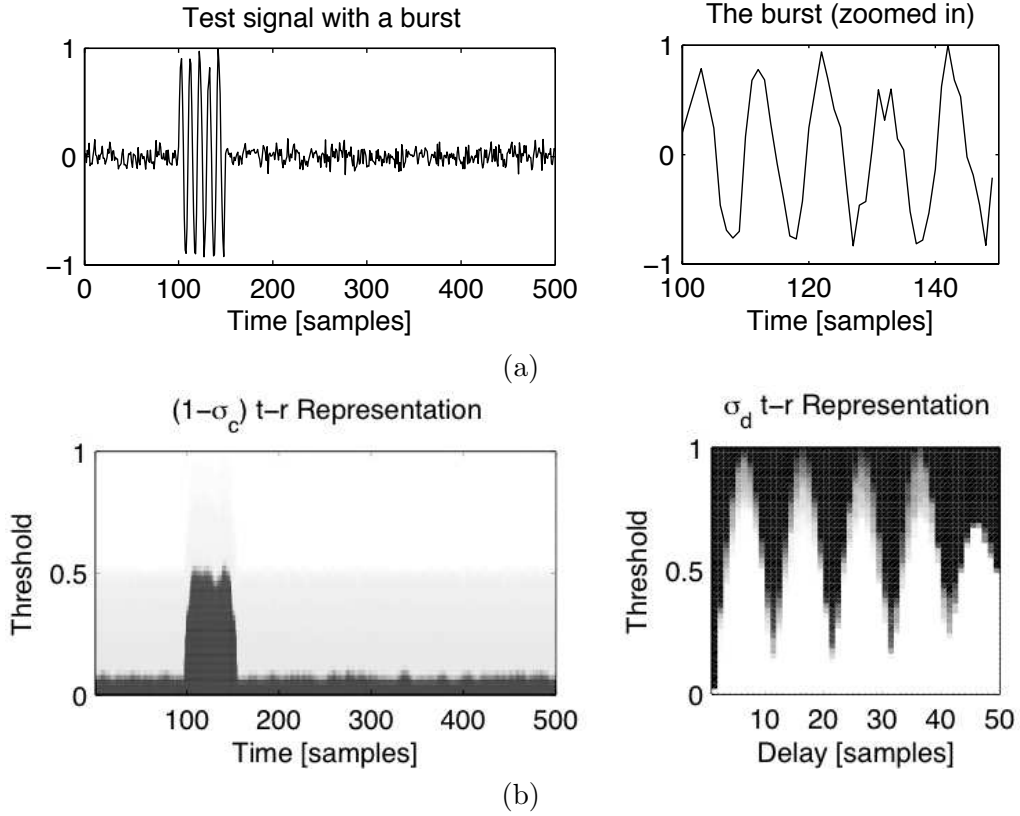 Test signal with a burst
1
0
−1
0 100 200 300 400 500
Time [samples]
The burst (zoomed in)
1
0
−1
100 120 140
Time [samples]
(a)
(1−σc) t−r Representation
1
0.5
0
Threshold
100 200 300 400 500
Time [samples]
σd t−r Representation
1
0.5
0
Threshold
10 20 30 40 50
Delay [samples]
(b)